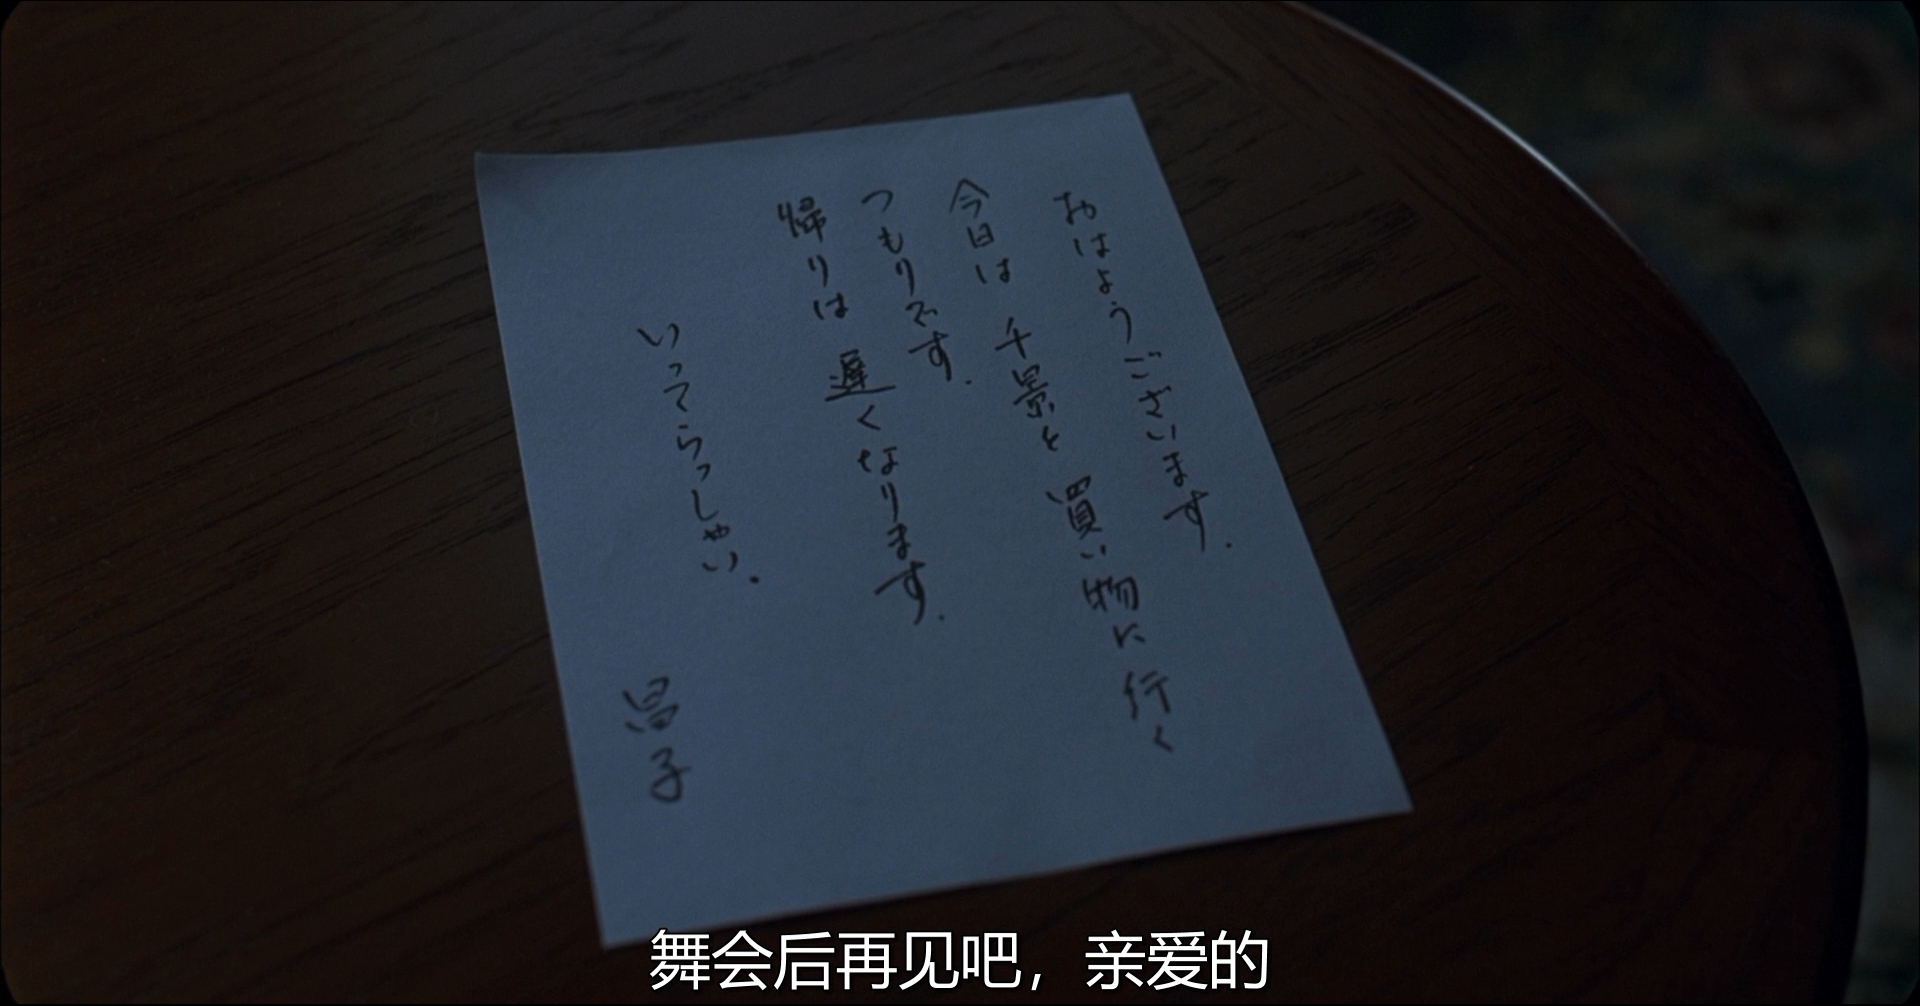 おはようございます.
今日は 千景と 買い物に 行く
つもりです.
帰りは 遅くなります.
いってらっしゃい.
昌子
舞会后再见吧，亲爱的